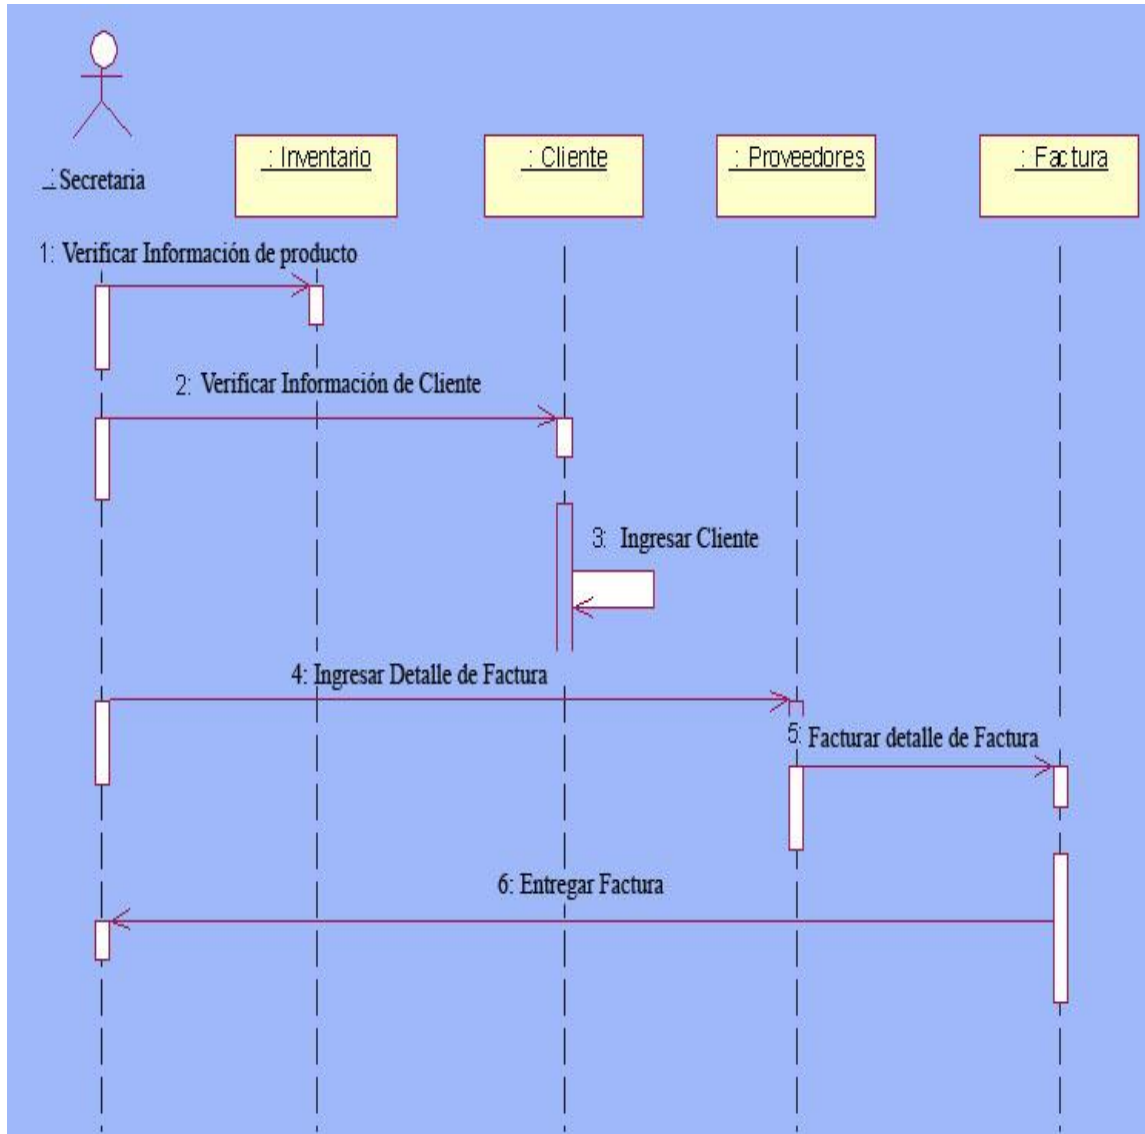 : Secretaria
: Inventario
: Cliente
: Proveedores
: Factura
1: Verificar Información de producto
2: Verificar Información de Cliente
3: Ingresar Cliente
4: Ingresar Detalle de Factura
5: Facturar detalle de Factura
6: Entregar Factura